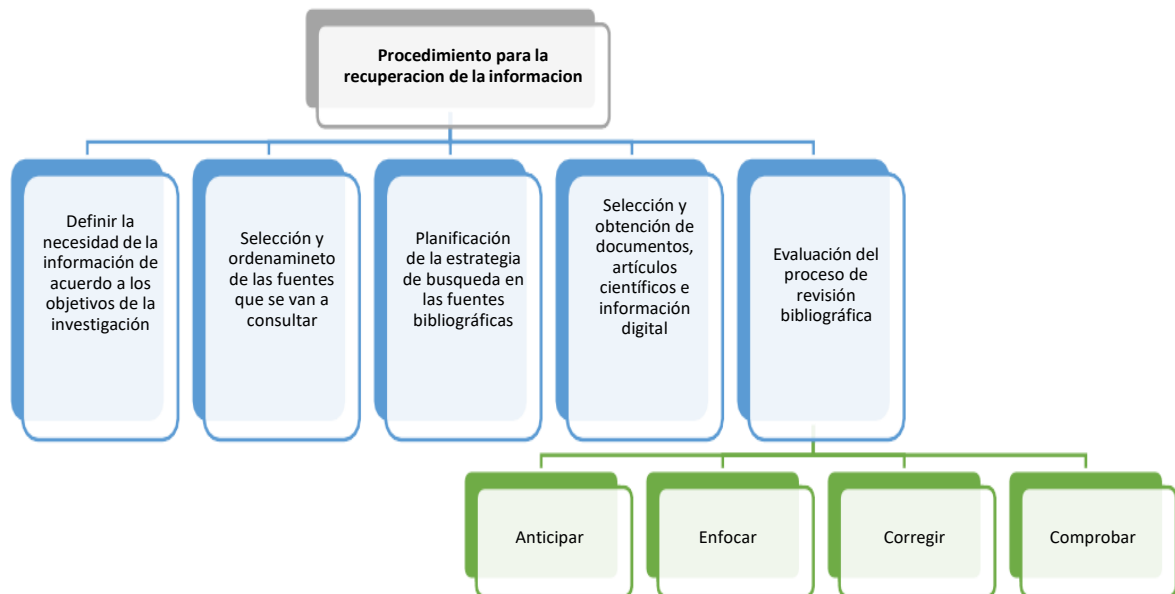 Procedimiento para la
recuperacion de la informacion
Definir la
necesidad de la
información de
acuerdo a los
objetivos de la
investigación
Selección y
ordenamineto
de las fuentes
que se van a
consultar
Planificación
de la estrategia
de busqueda en
las fuentes
bibliográficas
Selección y
obtención de
documentos,
artículos
científicos e
información
digital
Evaluación del
proceso de
revisión
bibliográfica
Anticipar
Enfocar
Corregir
Comprobar